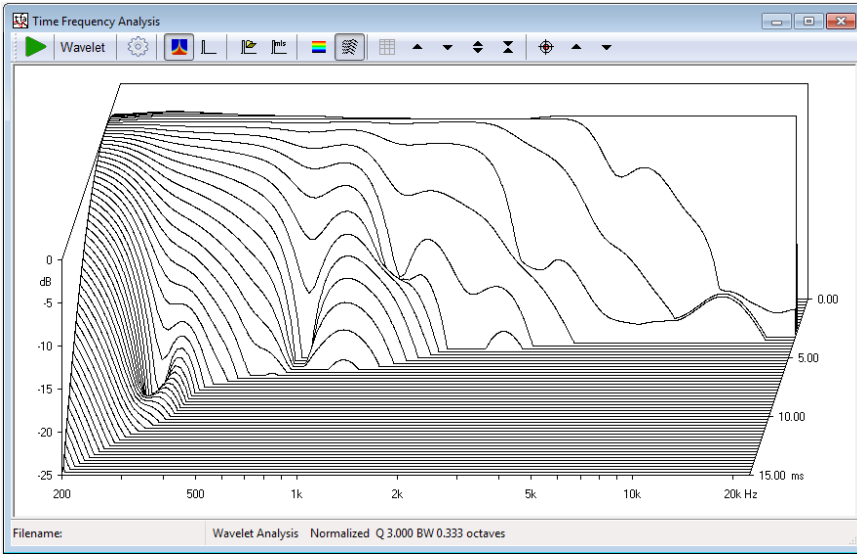 Time Frequency Analysis
Wavelet
mls
0
dB
-5
-10
-15
-20
-25
0.00
5.00
10.00
15.00 ms
200 500 1k 2k 5k 10k 20k Hz
Filename: Wavelet Analysis Normalized Q 3.000 BW 0.333 octaves